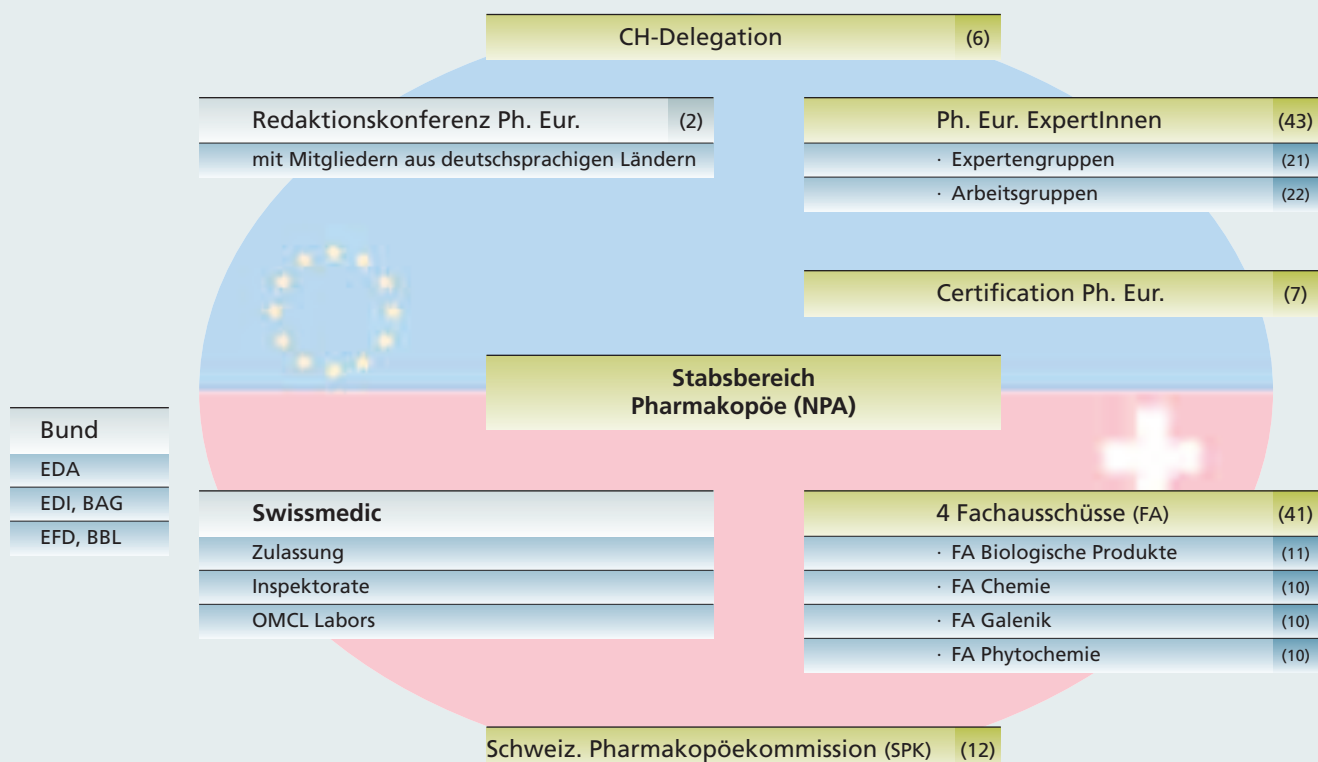 CH-Delegation (6)
Redaktionskonferenz Ph. Eur. (2)
mit Mitgliedern aus deutschsprachigen Ländern
Ph. Eur. ExpertInnen (43)
· Expertengruppen (21)
· Arbeitsgruppen (22)
Certification Ph. Eur. (7)
Stabsbereich
Pharmakopöe (NPA)
Bund
EDA
EDI, BAG
EFD, BBL
Swissmedic
Zulassung
Inspektorate
OMCL Labors
4 Fachausschüsse (FA) (41)
· FA Biologische Produkte (11)
· FA Chemie (10)
· FA Galenik (10)
· FA Phytochemie (10)
Schweiz. Pharmakopöekommission (SPK) (12)